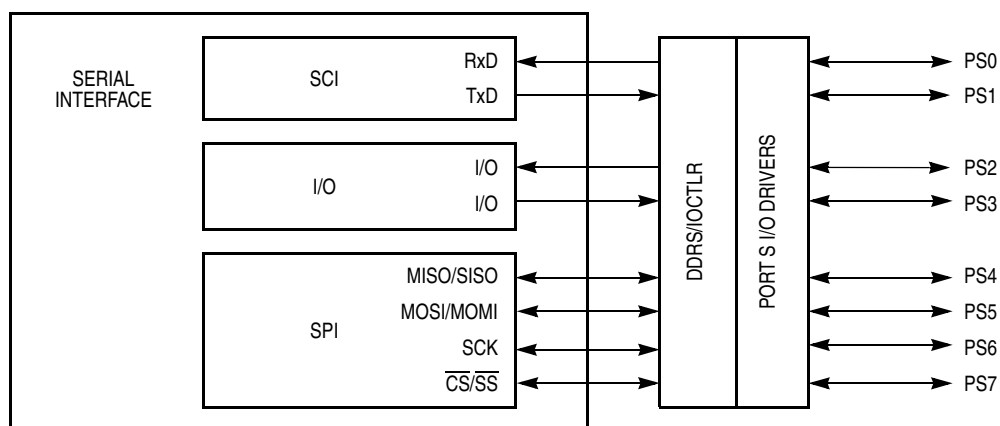 SERIAL
INTERFACE
SCI
RxD
TxD
I/O
I/O
I/O
SPI
MISO/SISO
MOSI/MOMI
SCK
CS/SS
DDRS/IOCTLR
PORT S I/O DRIVERS
PS0
PS1
PS2
PS3
PS4
PS5
PS6
PS7